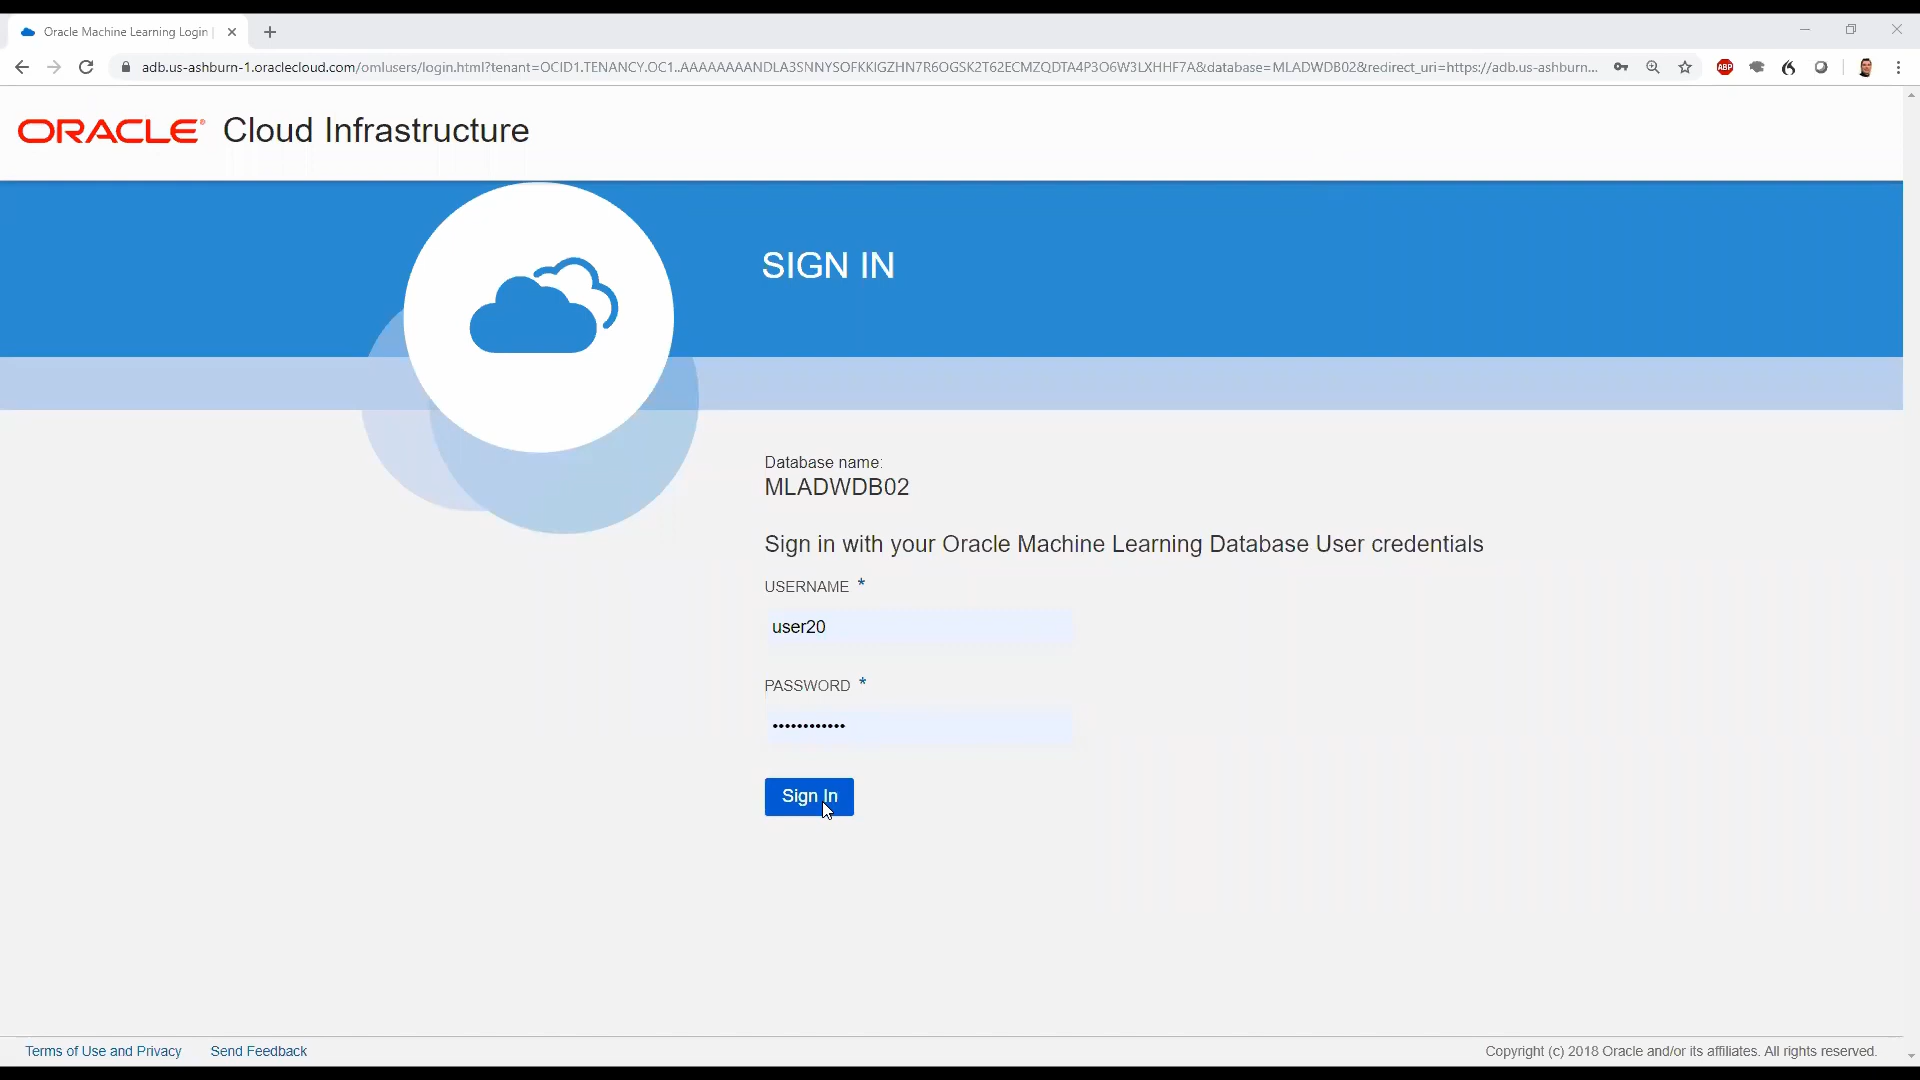 Oracle Machine Learning Login |
adb.us-ashburn-1.oraclecloud.com/omlusers/login.html?tenant=OCID1.TENANCY.OC1..AAAAAAAANDLA3SNNYSOFKKIGZHN7R6OGSK2T62ECMZQDTA4P3O6W3LXHHF7A&database=MLADWDB02&redirect_uri=https://adb.us-ashburn...
ABP
ORACLE® Cloud Infrastructure
SIGN IN
Database name:
MLADWDB02
Sign in with your Oracle Machine Learning Database User credentials
USERNAME *
user20
PASSWORD *
••••••••••••
Sign In
Terms of Use and Privacy Send Feedback Copyright (c) 2018 Oracle and/or its affiliates. All rights reserved.